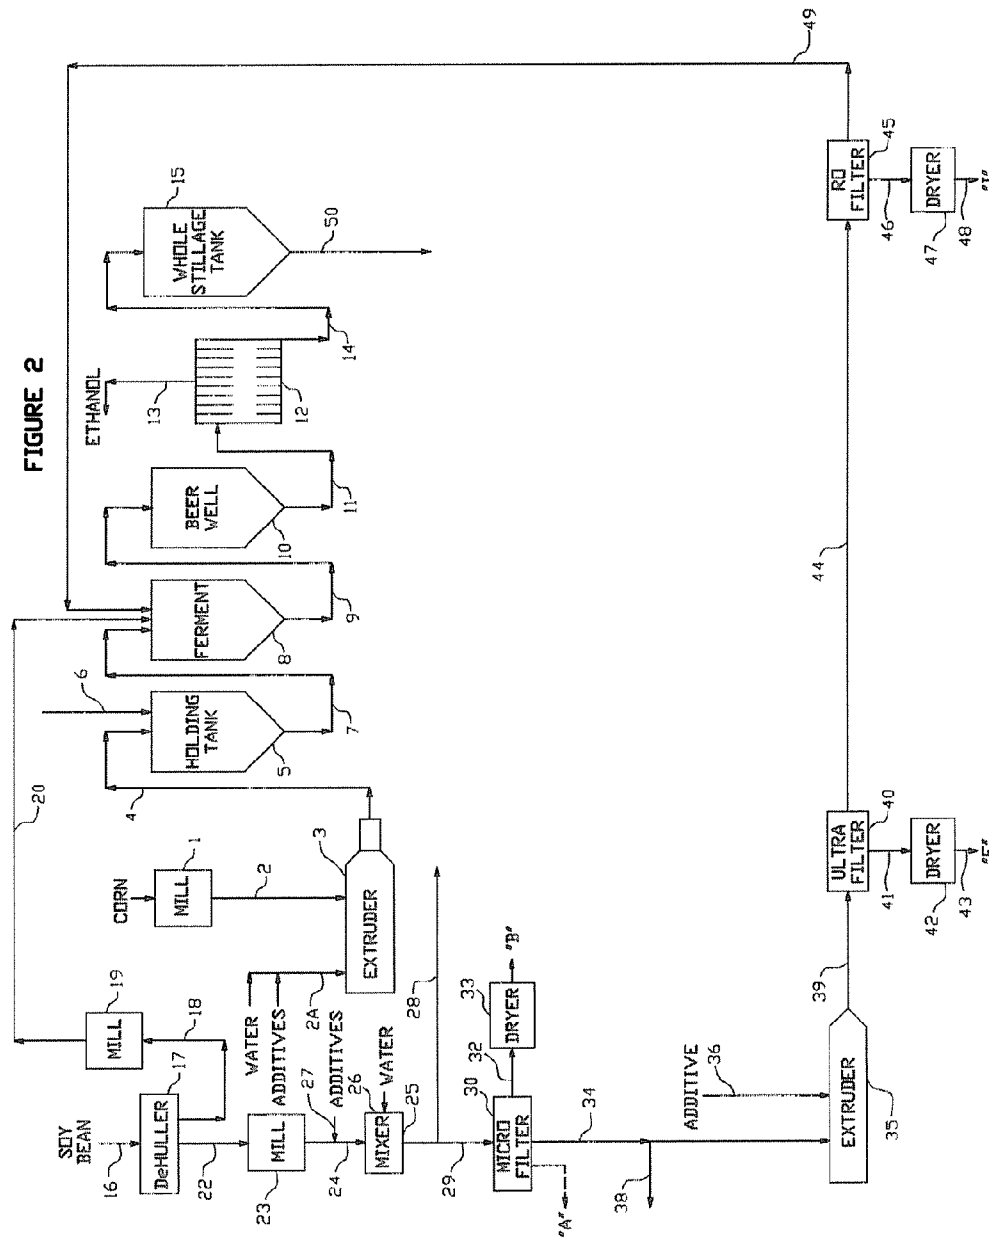 FIGURE 2
49
15
WHOLE
STILLAGE
TANK
50
14
ETHANOL
13
12
11
BEER
WELL
10
9
FERMENT
8
7
6
HOLDING
TANK
5
4
20
CORN
MILL
1
2
EXTRUDER
3
WATER
ADDITIVES
2A
MILL
19
18
SOY
BEAN
16
DeHULLER
17
22
MILL
23
ADDITIVES
27
24
MIXER
26
WATER
25
28
29
MICRO
FILTER
30
32
DRYER
33
"B"
"A"
34
38
ADDITIVE
36
EXTRUDER
35
39
ULTRA
FILTER
40
41
DRYER
42
43
44
RO
FILTER
45
46
DRYER
47
48